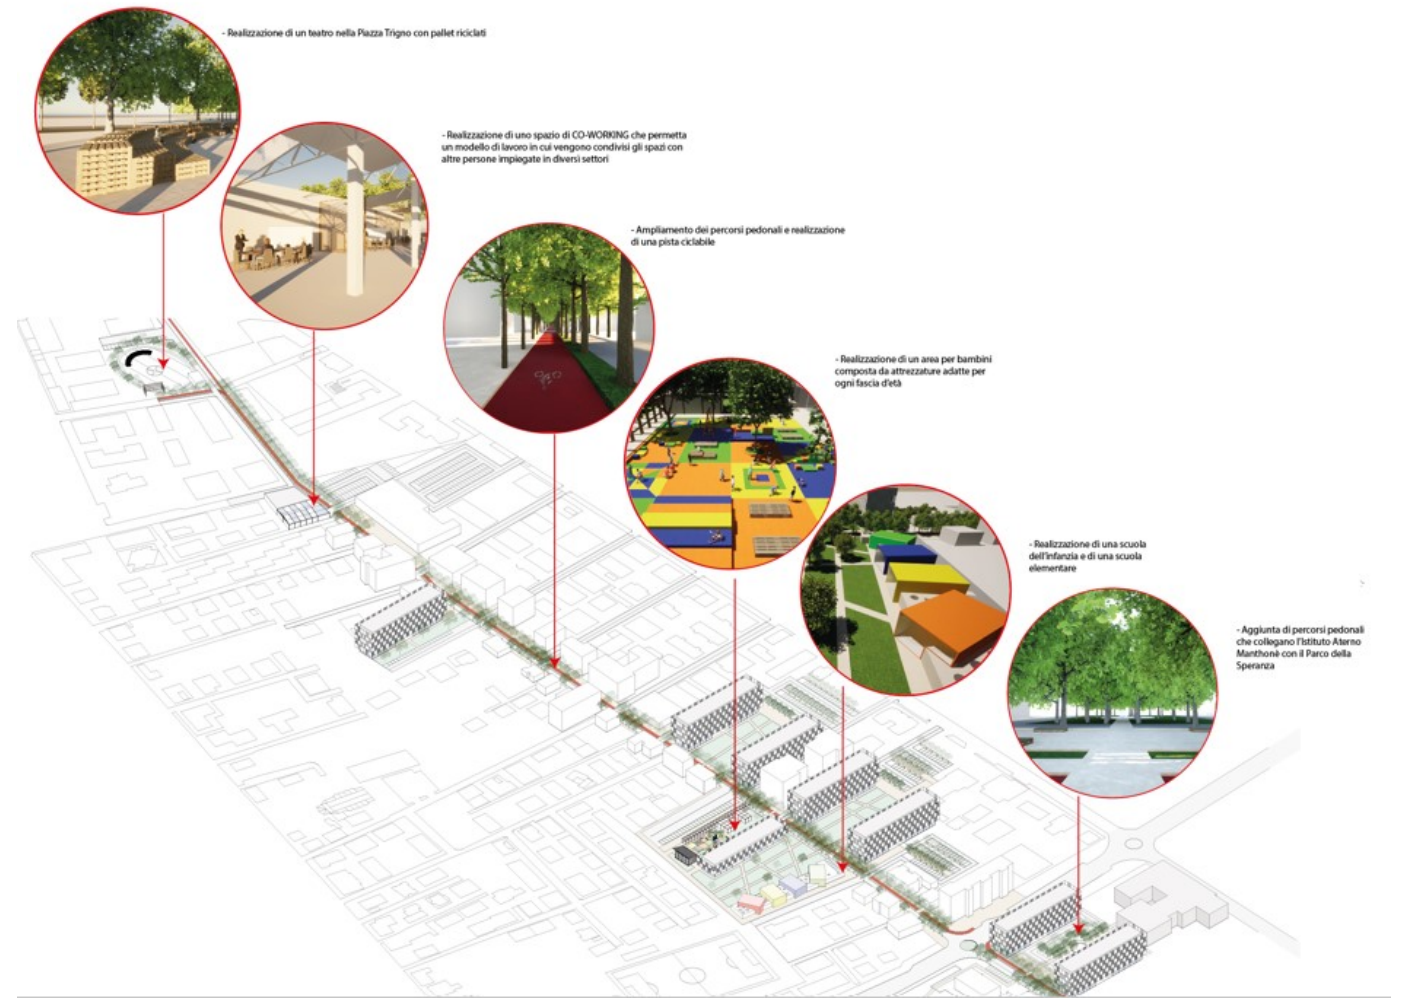 - Realizzazione di un teatro nella Piazza Trigno con pallet riciclati
- Realizzazione di uno spazio di CO-WORKING che permetta
un modello di lavoro in cui vengono condivisi gli spazi con
altre persone impiegate in diversi settori
- Ampliamento dei percorsi pedonali e realizzazione
di una pista ciclabile
- Realizzazione di un area per bambini
composta da attrezzature adatte per
ogni fascia d'età
- Realizzazione di una scuola
dell'infanzia e di una scuola
elementare
- Aggiunta di percorsi pedonali
che collegano l'Istituto Aterno
Manthonè con il Parco della
Speranza